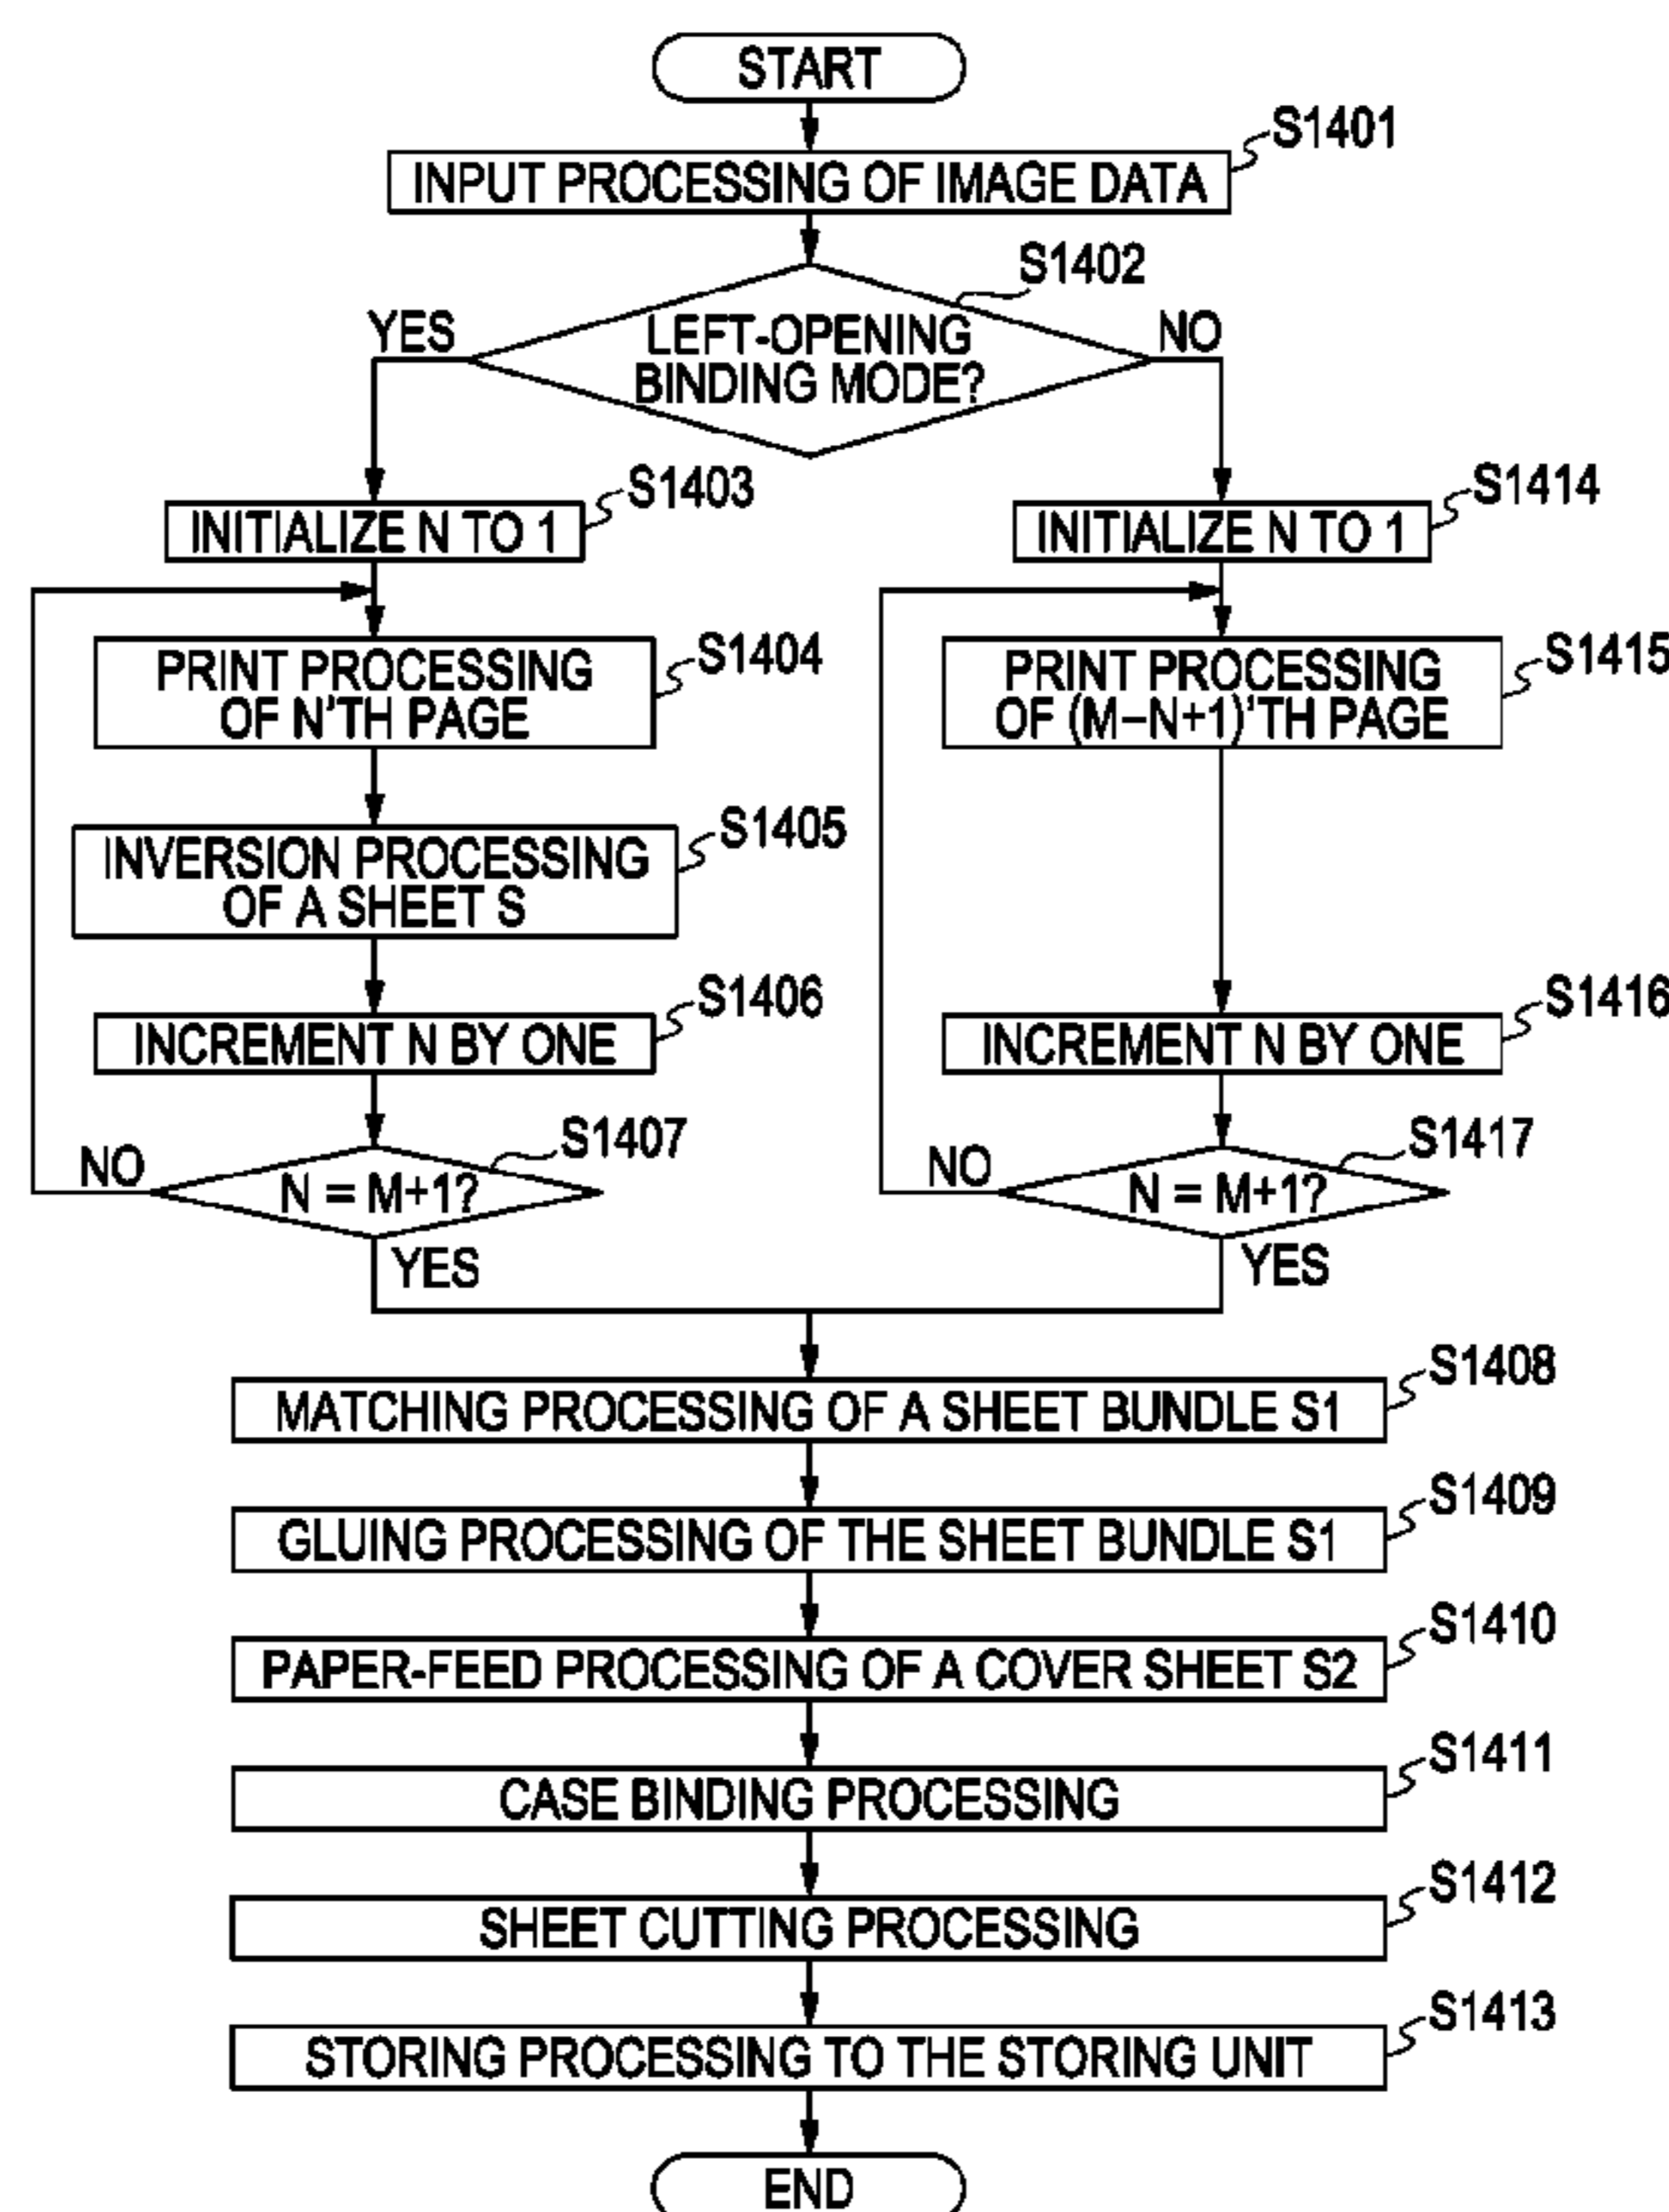 START
S1401
INPUT PROCESSING OF IMAGE DATA
S1402
YES
NO
LEFT-OPENING
BINDING MODE?
S1403
INITIALIZE N TO 1
S1414
INITIALIZE N TO 1
S1404
PRINT PROCESSING
OF N'TH PAGE
S1415
PRINT PROCESSING
OF (M–N+1)'TH PAGE
S1405
INVERSION PROCESSING
OF A SHEET S
S1406
INCREMENT N BY ONE
S1416
INCREMENT N BY ONE
S1407
NO
N = M+1?
YES
S1417
NO
N = M+1?
YES
S1408
MATCHING PROCESSING OF A SHEET BUNDLE S1
S1409
GLUING PROCESSING OF THE SHEET BUNDLE S1
S1410
PAPER-FEED PROCESSING OF A COVER SHEET S2
S1411
CASE BINDING PROCESSING
S1412
SHEET CUTTING PROCESSING
S1413
STORING PROCESSING TO THE STORING UNIT
END